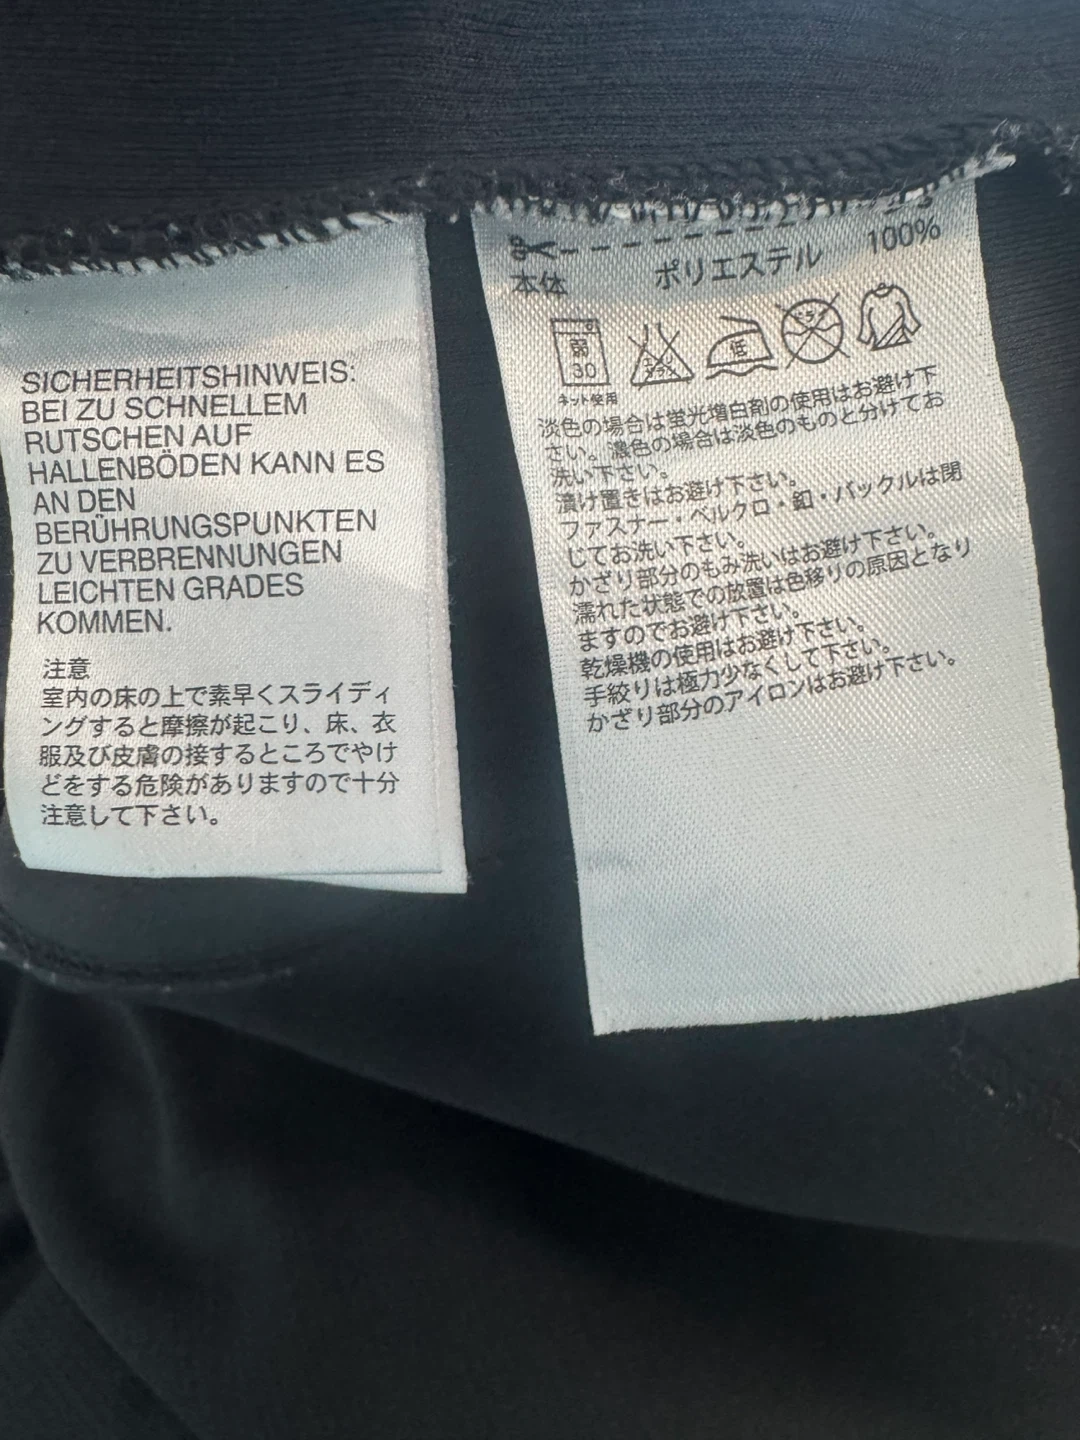 SICHERHEITSHINWEIS:
BEI ZU SCHNELLEM
RUTSCHEN AUF
HALLENBÖDEN KANN ES
AN DEN
BERÜHRUNGSPUNKTEN
ZU VERBRENNUNGEN
LEICHTEN GRADES
KOMMEN.
注意
室内の床の上で素早くスライディ
ングすると摩擦が起こり、床、衣
服及び皮膚の接するところでやけ
どをする危険がありますので十分
注意して下さい。
本体 ポリエステル 100%
弱
30
ネット使用
エンソ
サラシ
低
ドライ
淡色の場合は蛍光増白剤の使用はお避け下
さい。濃色の場合は淡色のものと分けてお
洗い下さい。
漬け置きはお避け下さい。
ファスナー・ベルクロ・釦・バックルは閉
じてお洗い下さい。
かざり部分のもみ洗いはお避け下さい。
濡れた状態での放置は色移りの原因となり
ますのでお避け下さい。
乾燥機の使用はお避け下さい。
手絞りは極力少なくして下さい。
かざり部分のアイロンはお避け下さい。